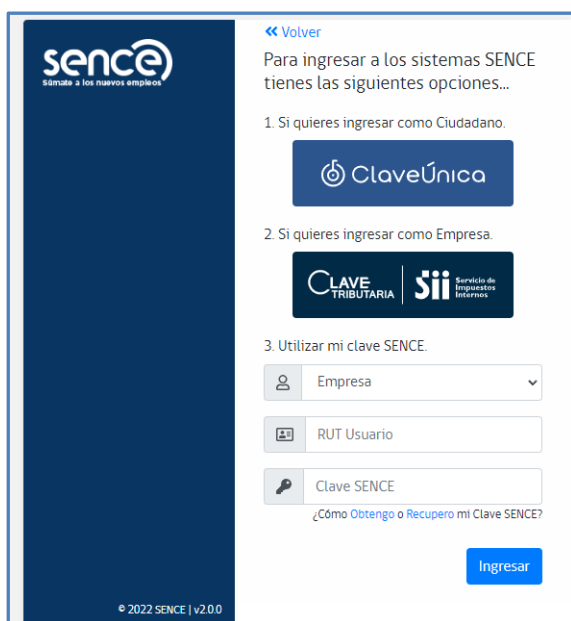 sence
Súmate a los nuevos empleos
Volver
Para ingresar a los sistemas SENCE
tienes las siguientes opciones...
1. Si quieres ingresar como Ciudadano.
ClaveÚnica
2. Si quieres ingresar como Empresa.
CLAVE
TRIBUTARIA
Sii
Servicio de
Impuestos
Internos
3. Utilizar mi clave SENCE.
Empresa
RUT Usuario
Clave SENCE
¿Cómo Obtengo o Recupero mi Clave SENCE?
Ingresar
© 2022 SENCE | v2.0.0